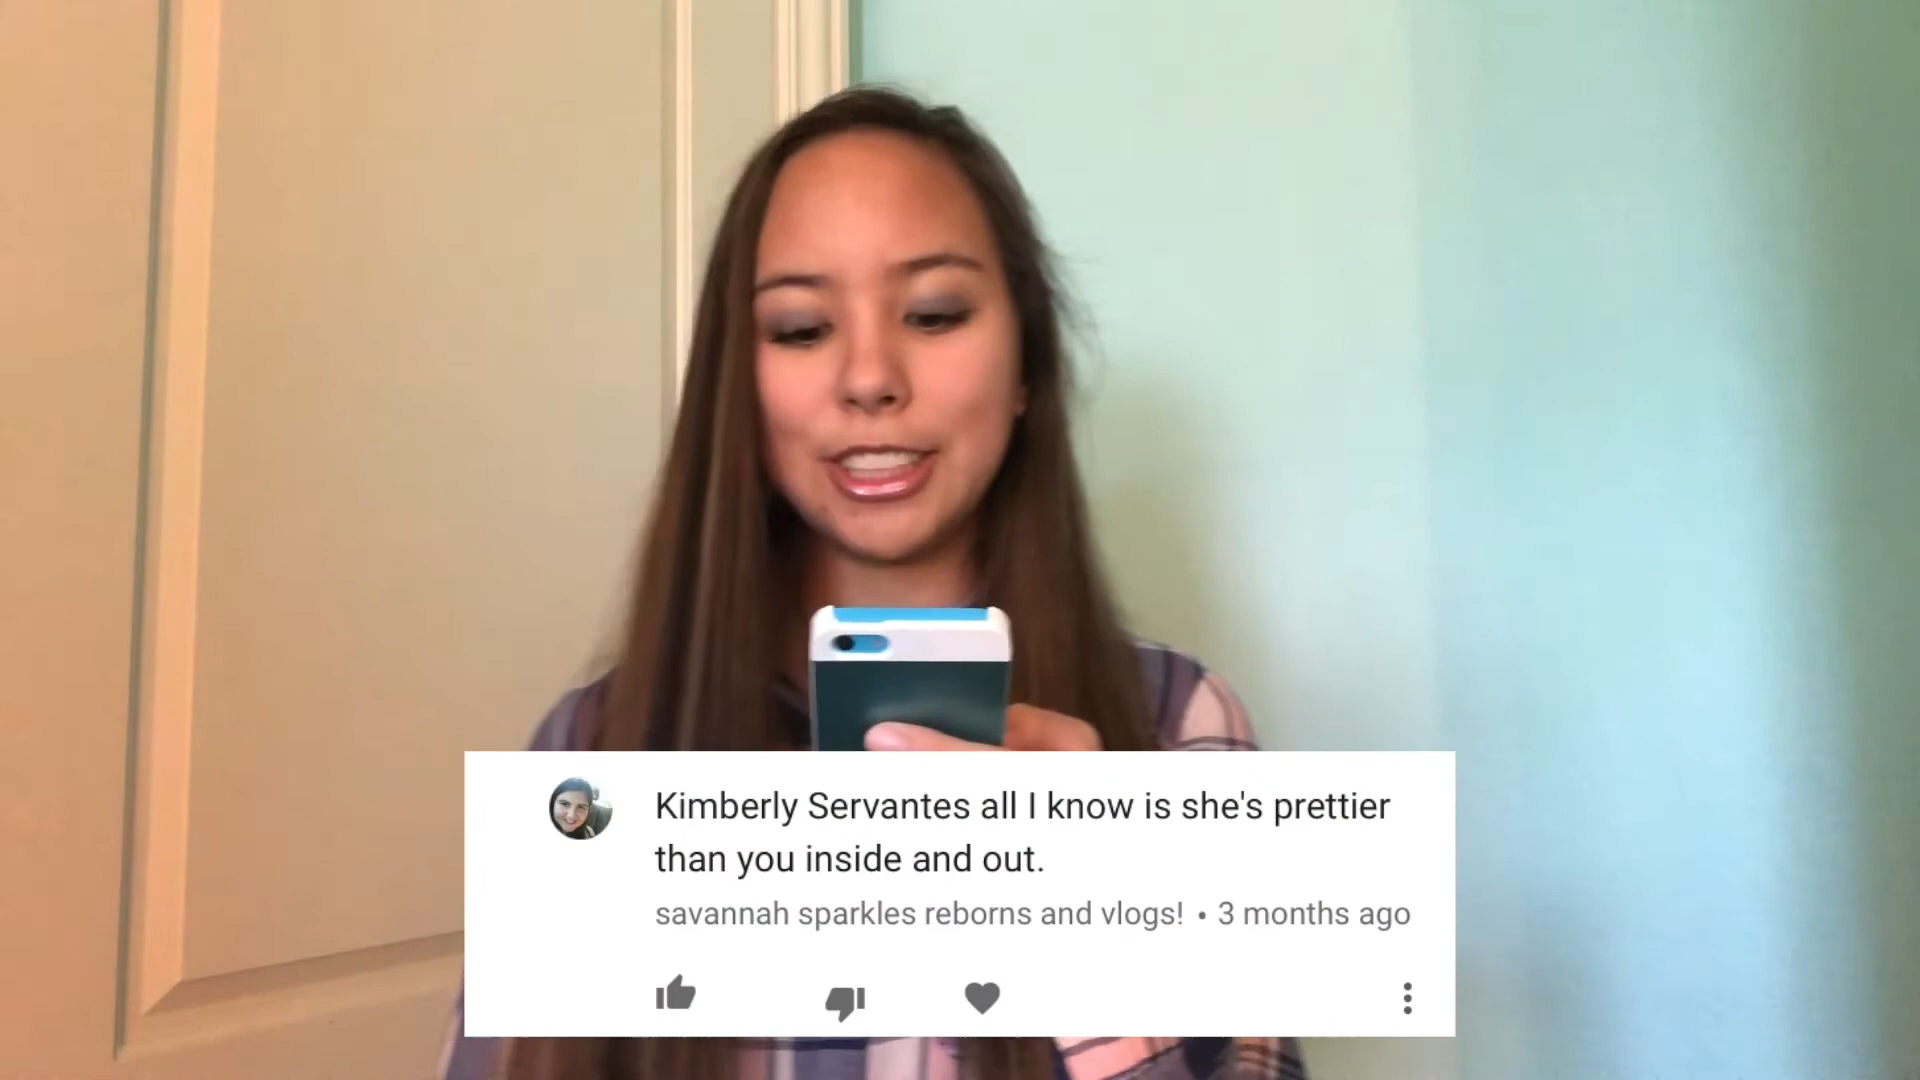 Kimberly Servantes all I know is she's prettier
than you inside and out.
savannah sparkles reborns and vlogs! • 3 months ago